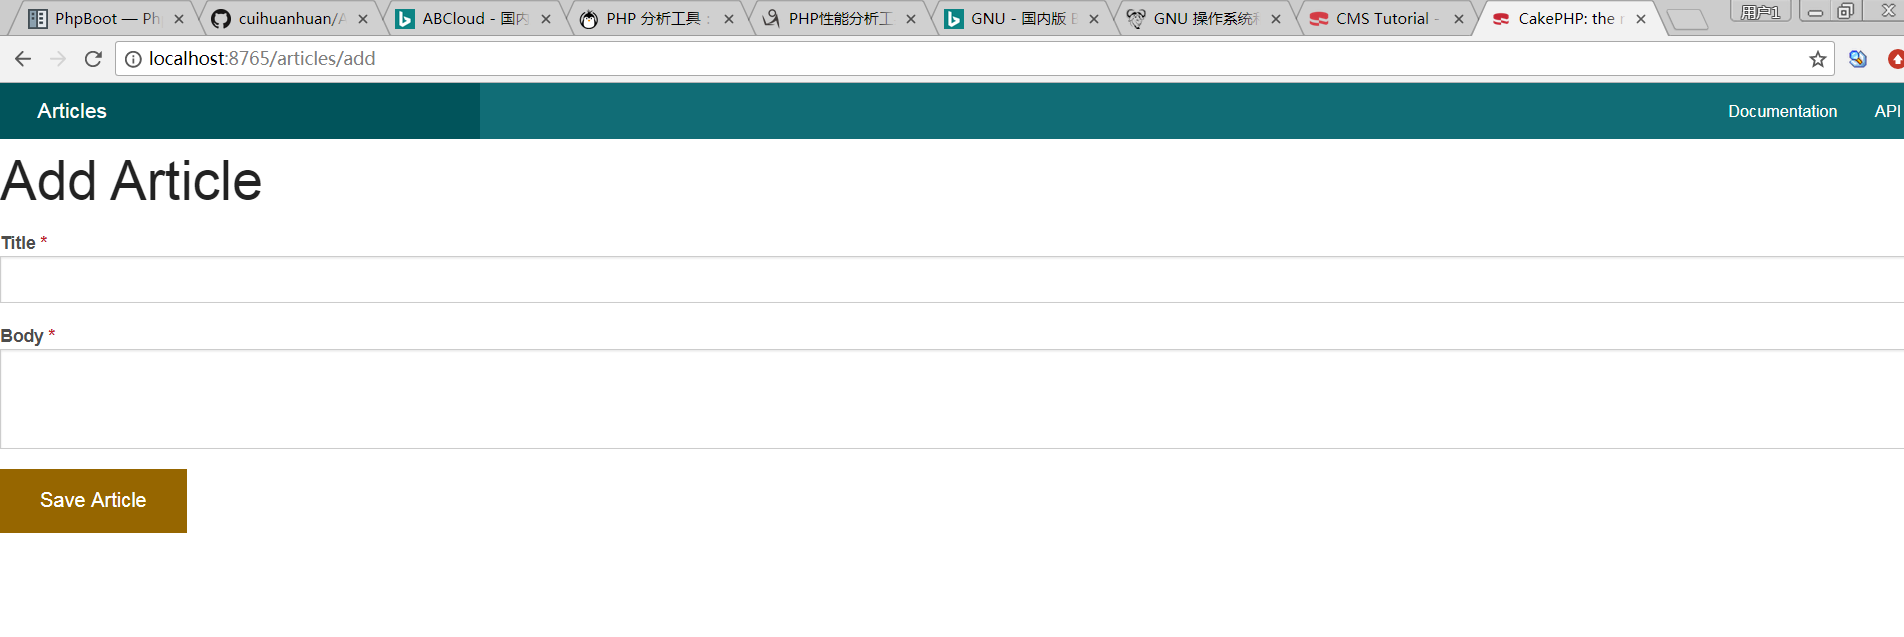 PhpBoot — Ph
cuihuanhuan/A
ABCloud - 国内
PHP 分析工具
PHP性能分析工
GNU - 国内版
GNU 操作系统
CMS Tutorial -
CakePHP: the r
用户1
localhost:8765/articles/add
Articles
Documentation
API
Add Article
Title *
Body *
Save Article